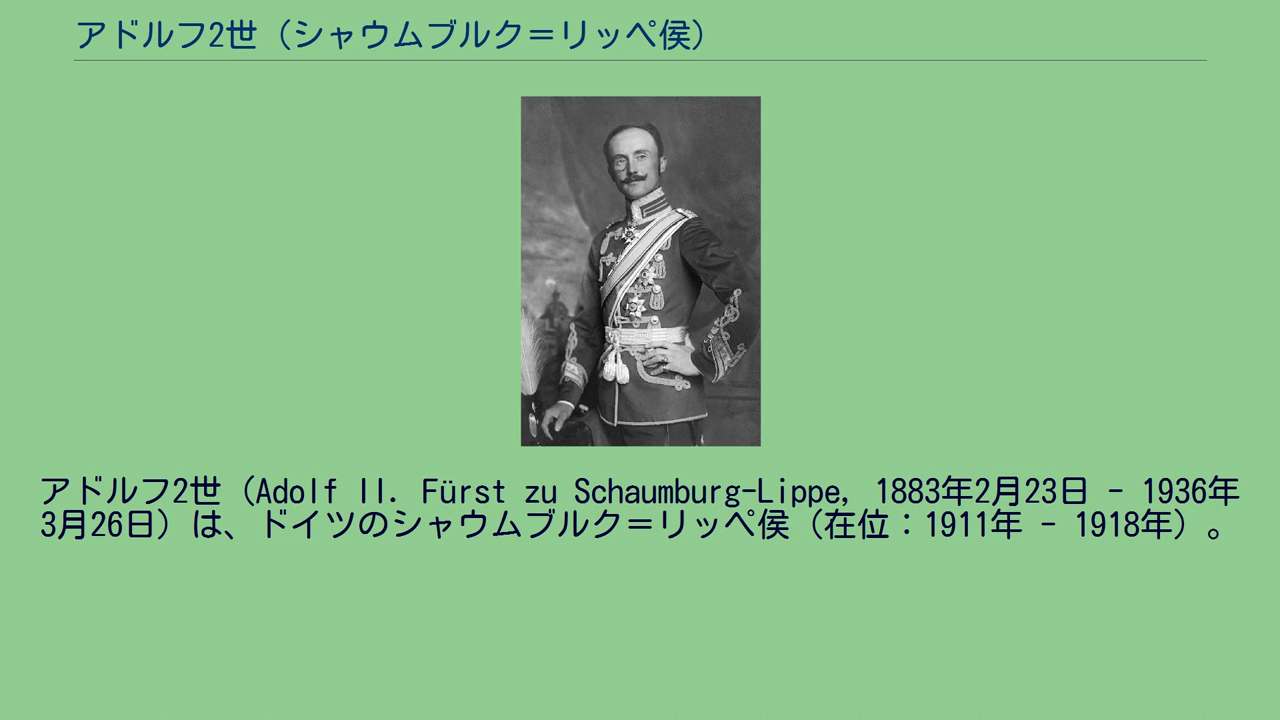 アドルフ2世（シャウムブルク＝リッペ侯）
アドルフ2世（Adolf II. Fürst zu Schaumburg-Lippe, 1883年2月23日 - 1936年
3月26日）は、ドイツのシャウムブルク＝リッペ侯（在位：1911年 - 1918年）。